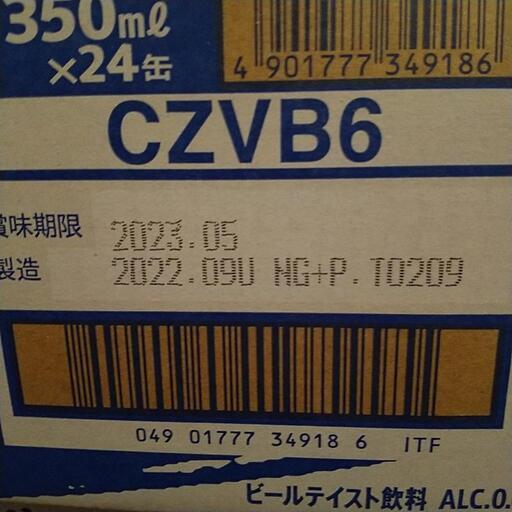 350ml
×24缶
4 901777 349186
CZVB6
賞味期限 2023.05
製造 2022.09U NG+P. T0209
049 01777 34918 6 ITF
ビールテイスト飲料 ALC.0.